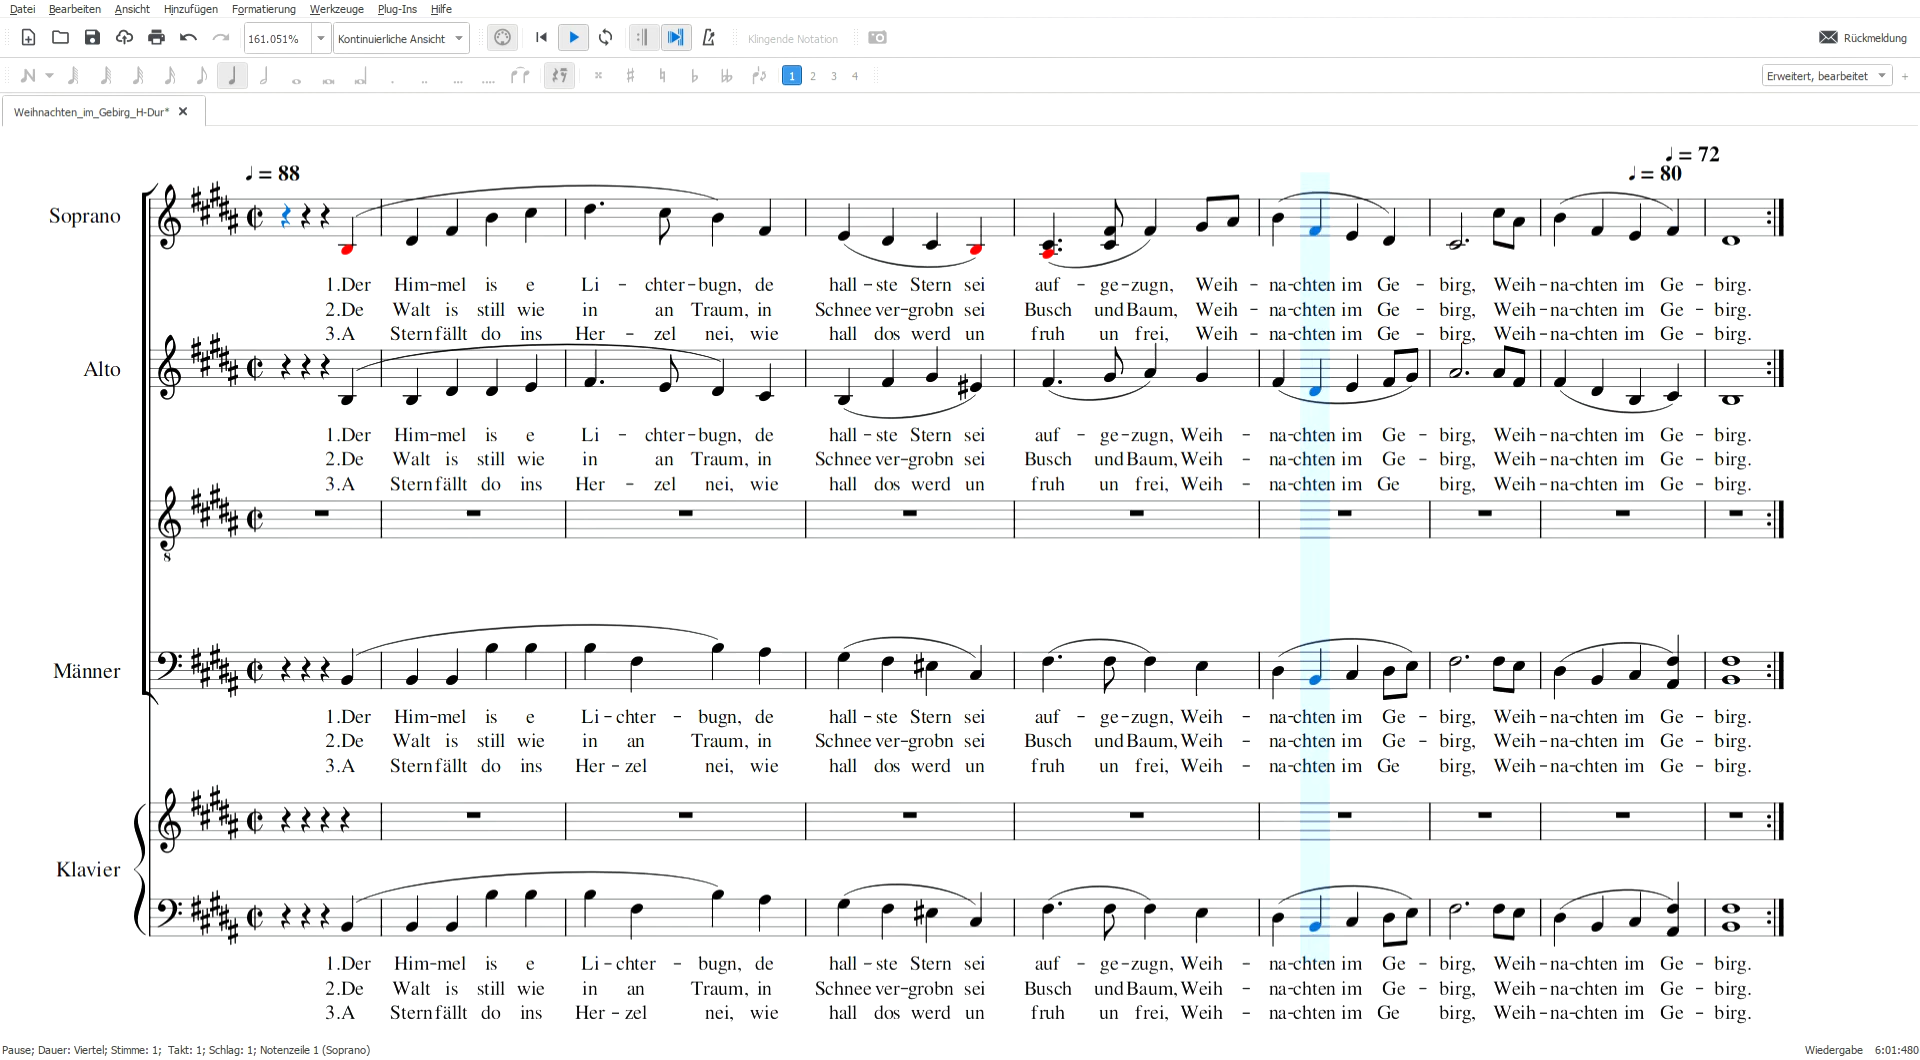 Datei Bearbeiten Ansicht Hinzufügen Formatierung Werkzeuge Plug-Ins Hilfe
161.051% Kontinuierliche Ansicht Klingende Notation Rückmeldung
1 2 3 4 Erweitert, bearbeitet +
Weihnachten_im_Gebirg_H-Dur*
= 72
= 88 = 80
Soprano
1.Der Him-mel is e Li - chter-bugn, de hall-ste Stern sei auf - ge-zugn, Weih - na-chten im Ge - birg, Weih-na-chten im Ge - birg.
2.De Walt is still wie in an Traum, in Schnee ver-grobn sei Busch und Baum, Weih - na-chten im Ge - birg, Weih-na-chten im Ge - birg.
3.A Stern fällt do ins Her - zel nei, wie hall dos werd un fruh un frei, Weih - na-chten im Ge - birg, Weih-na-chten im Ge - birg.
Alto
1.Der Him-mel is e Li - chter-bugn, de hall-ste Stern sei auf - ge-zugn, Weih - na-chten im Ge - birg, Weih-na-chten im Ge - birg.
2.De Walt is still wie in an Traum, in Schnee ver-grobn sei Busch und Baum, Weih - na-chten im Ge - birg, Weih-na-chten im Ge - birg.
3.A Stern fällt do ins Her - zel nei, wie hall dos werd un fruh un frei, Weih - na-chten im Ge birg, Weih-na-chten im Ge - birg.
8
Männer
1.Der Him-mel is e Li-chter - bugn, de hall-ste Stern sei auf - ge-zugn, Weih - na-chten im Ge - birg, Weih-na-chten im Ge - birg.
2.De Walt is still wie in an Traum, in Schnee ver-grobn sei Busch und Baum, Weih - na-chten im Ge - birg, Weih-na-chten im Ge - birg.
3.A Stern fällt do ins Her-zel nei, wie hall dos werd un fruh un frei, Weih - na-chten im Ge birg, Weih-na-chten im Ge - birg.
Klavier
1.Der Him-mel is e Li-chter - bugn, de hall-ste Stern sei auf - ge-zugn, Weih - na-chten im Ge - birg, Weih-na-chten im Ge - birg.
2.De Walt is still wie in an Traum, in Schnee ver-grobn sei Busch und Baum, Weih - na-chten im Ge - birg, Weih-na-chten im Ge - birg.
3.A Stern fällt do ins Her-zel nei, wie hall dos werd un fruh un frei, Weih - na-chten im Ge birg, Weih-na-chten im Ge - birg.
Pause; Dauer: Viertel; Stimme: 1; Takt: 1; Schlag: 1; Notenzeile 1 (Soprano) Wiedergabe 6:01:480